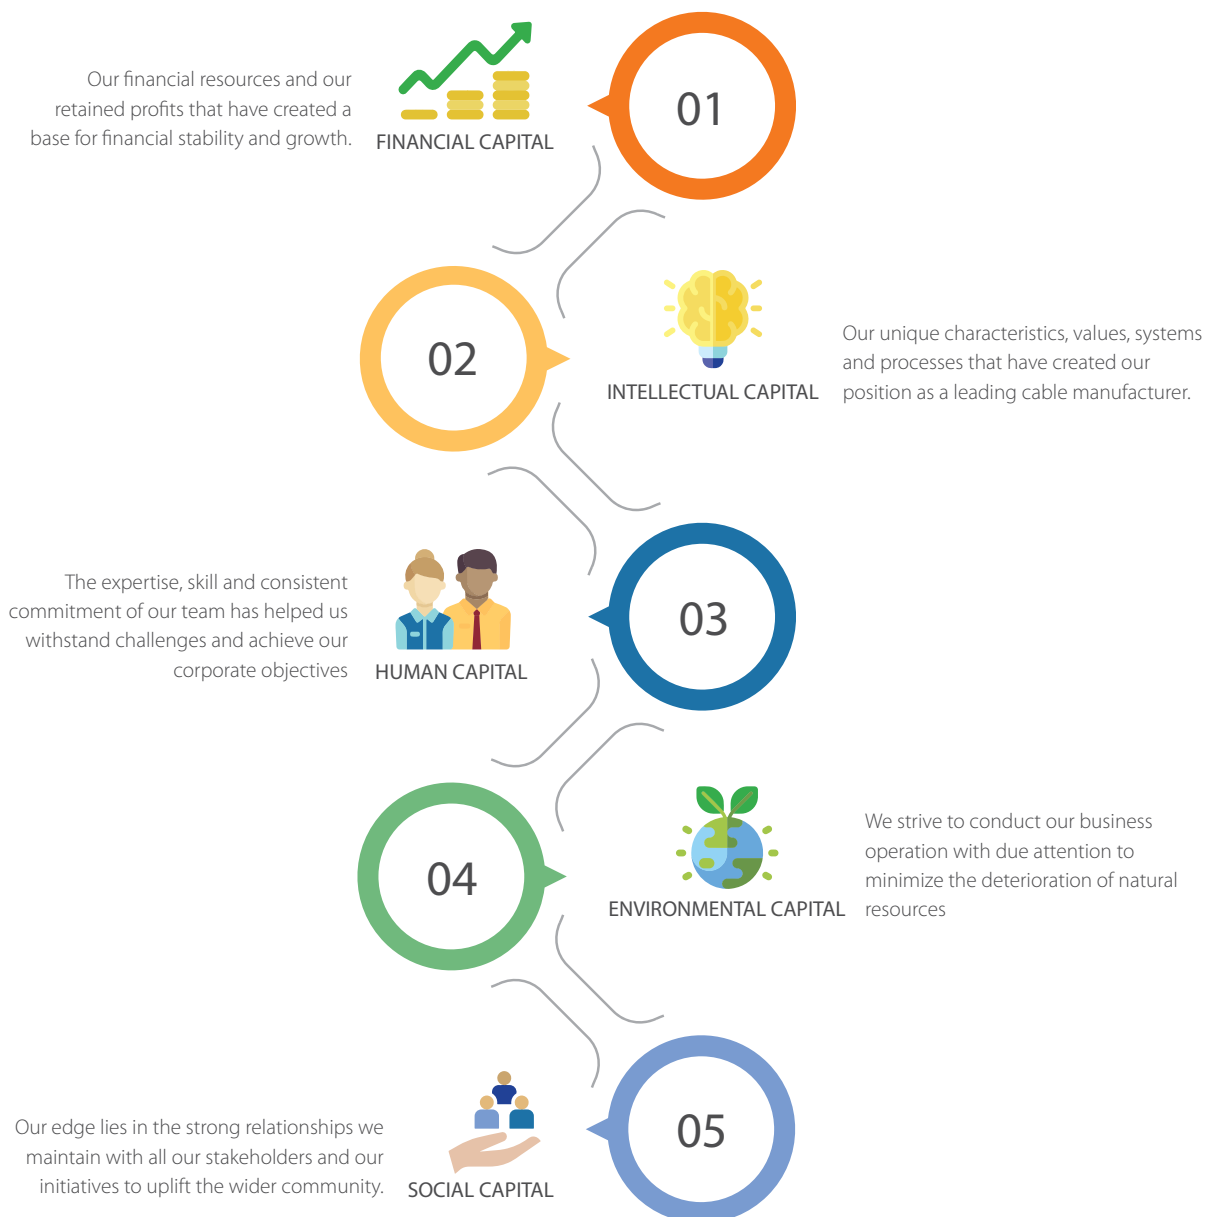 Our financial resources and our
retained profits that have created a
base for financial stability and growth.
FINANCIAL CAPITAL
01
02
INTELLECTUAL CAPITAL
Our unique characteristics, values, systems
and processes that have created our
position as a leading cable manufacturer.
The expertise, skill and consistent
commitment of our team has helped us
withstand challenges and achieve our
corporate objectives
HUMAN CAPITAL
03
04
ENVIRONMENTAL CAPITAL
We strive to conduct our business
operation with due attention to
minimize the deterioration of natural
resources
Our edge lies in the strong relationships we
maintain with all our stakeholders and our
initiatives to uplift the wider community.
SOCIAL CAPITAL
05